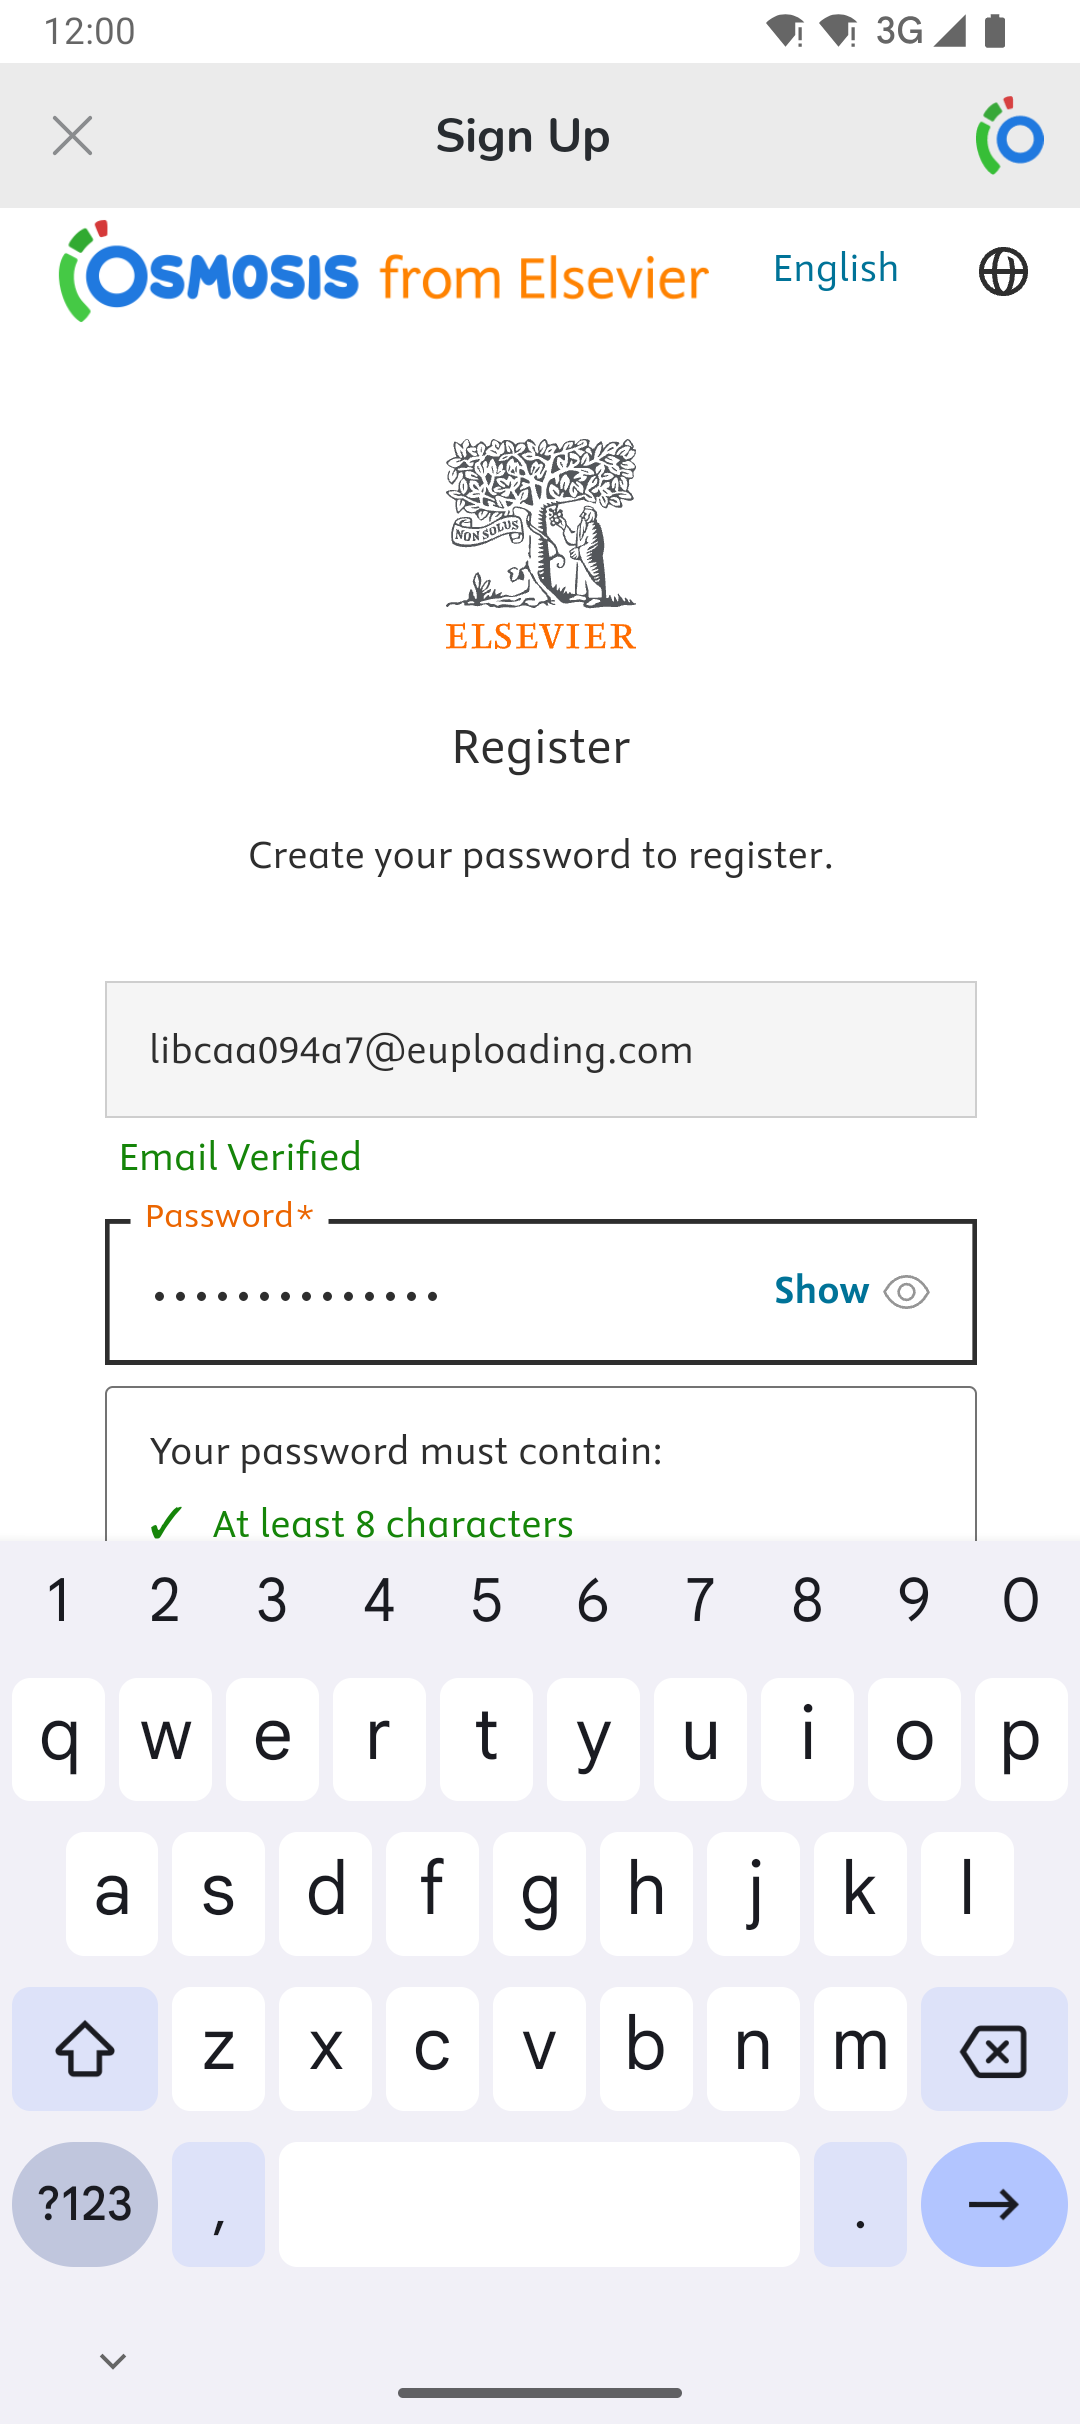 12:00
3G
Sign Up
OSMOSIS from Elsevier
English
NON SOLUS
ELSEVIER
Register
Create your password to register.
libcaa094a7@euploading.com
Email Verified
Password*
Show
Your password must contain:
✓ At least 8 characters
1 2 3 4 5 6 7 8 9 0
q w e r t y u i o p
a s d f g h j k l
z x c v b n m
?123 , .